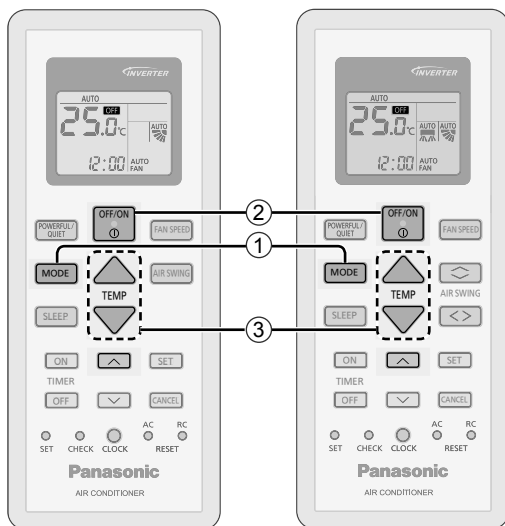 INVERTER
AUTO
OFF
25.0°C
AUTO
12:00 AUTO FAN
POWERFUL/QUIET
OFF/ON
FAN SPEED
MODE
TEMP
AIR SWING
SLEEP
ON
SET
TIMER
OFF
CANCEL
SET CHECK CLOCK AC RC RESET
Panasonic
AIR CONDITIONER
2
1
3
INVERTER
AUTO
OFF
25.0°C
AUTO AUTO
12:00 AUTO FAN
POWERFUL/QUIET
OFF/ON
FAN SPEED
MODE
TEMP
AIR SWING
SLEEP
ON
SET
TIMER
OFF
CANCEL
SET CHECK CLOCK AC RC RESET
Panasonic
AIR CONDITIONER